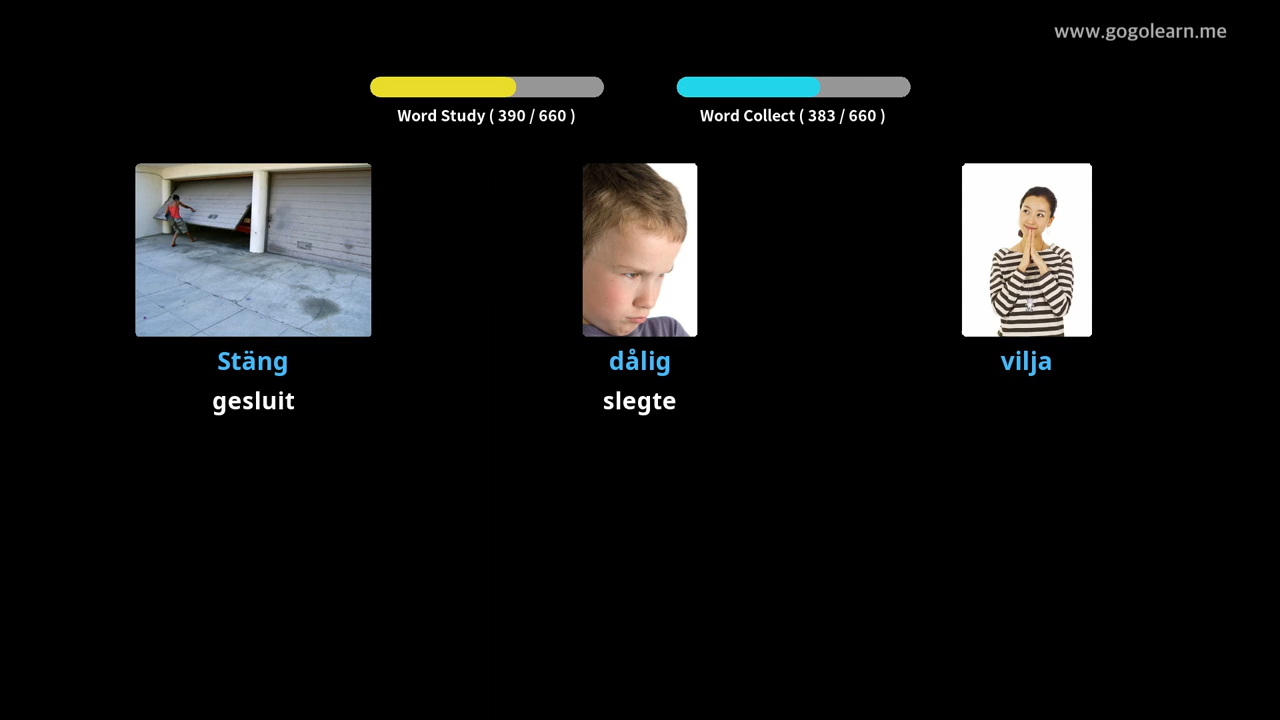 www.gogolearn.me
Word Study ( 390 / 660 )
Word Collect ( 383 / 660 )
Stäng
dålig
vilja
gesluit
slegte